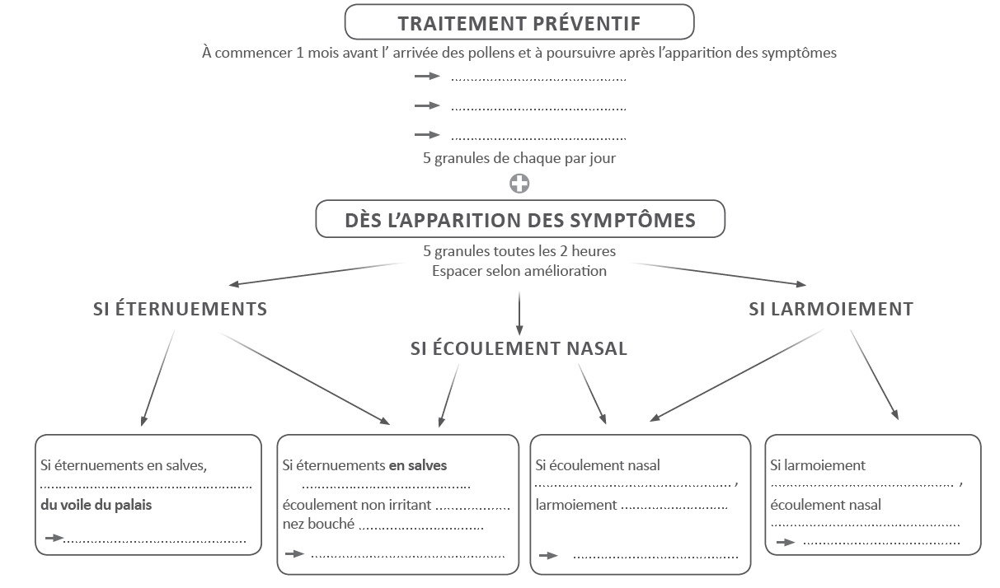 TRAITEMENT PRÉVENTIF
À commencer 1 mois avant l’ arrivée des pollens et à poursuivre après l’apparition des symptômes
5 granules de chaque par jour
DÈS L’APPARITION DES SYMPTÔMES
5 granules toutes les 2 heures
Espacer selon amélioration
SI ÉTERNUEMENTS
SI ÉCOULEMENT NASAL
SI LARMOIEMENT
Si éternuements en salves,
du voile du palais
Si éternuements en salves
écoulement non irritant
nez bouché
Si écoulement nasal
,
larmoiement
Si larmoiement
,
écoulement nasal